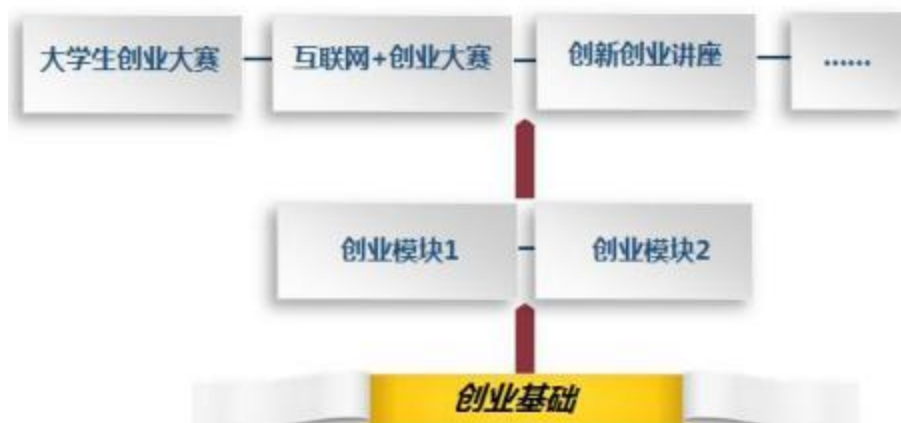 大学生创业大赛
互联网+创业大赛
创新创业讲座
......
创业模块1
创业模块2
创业基础